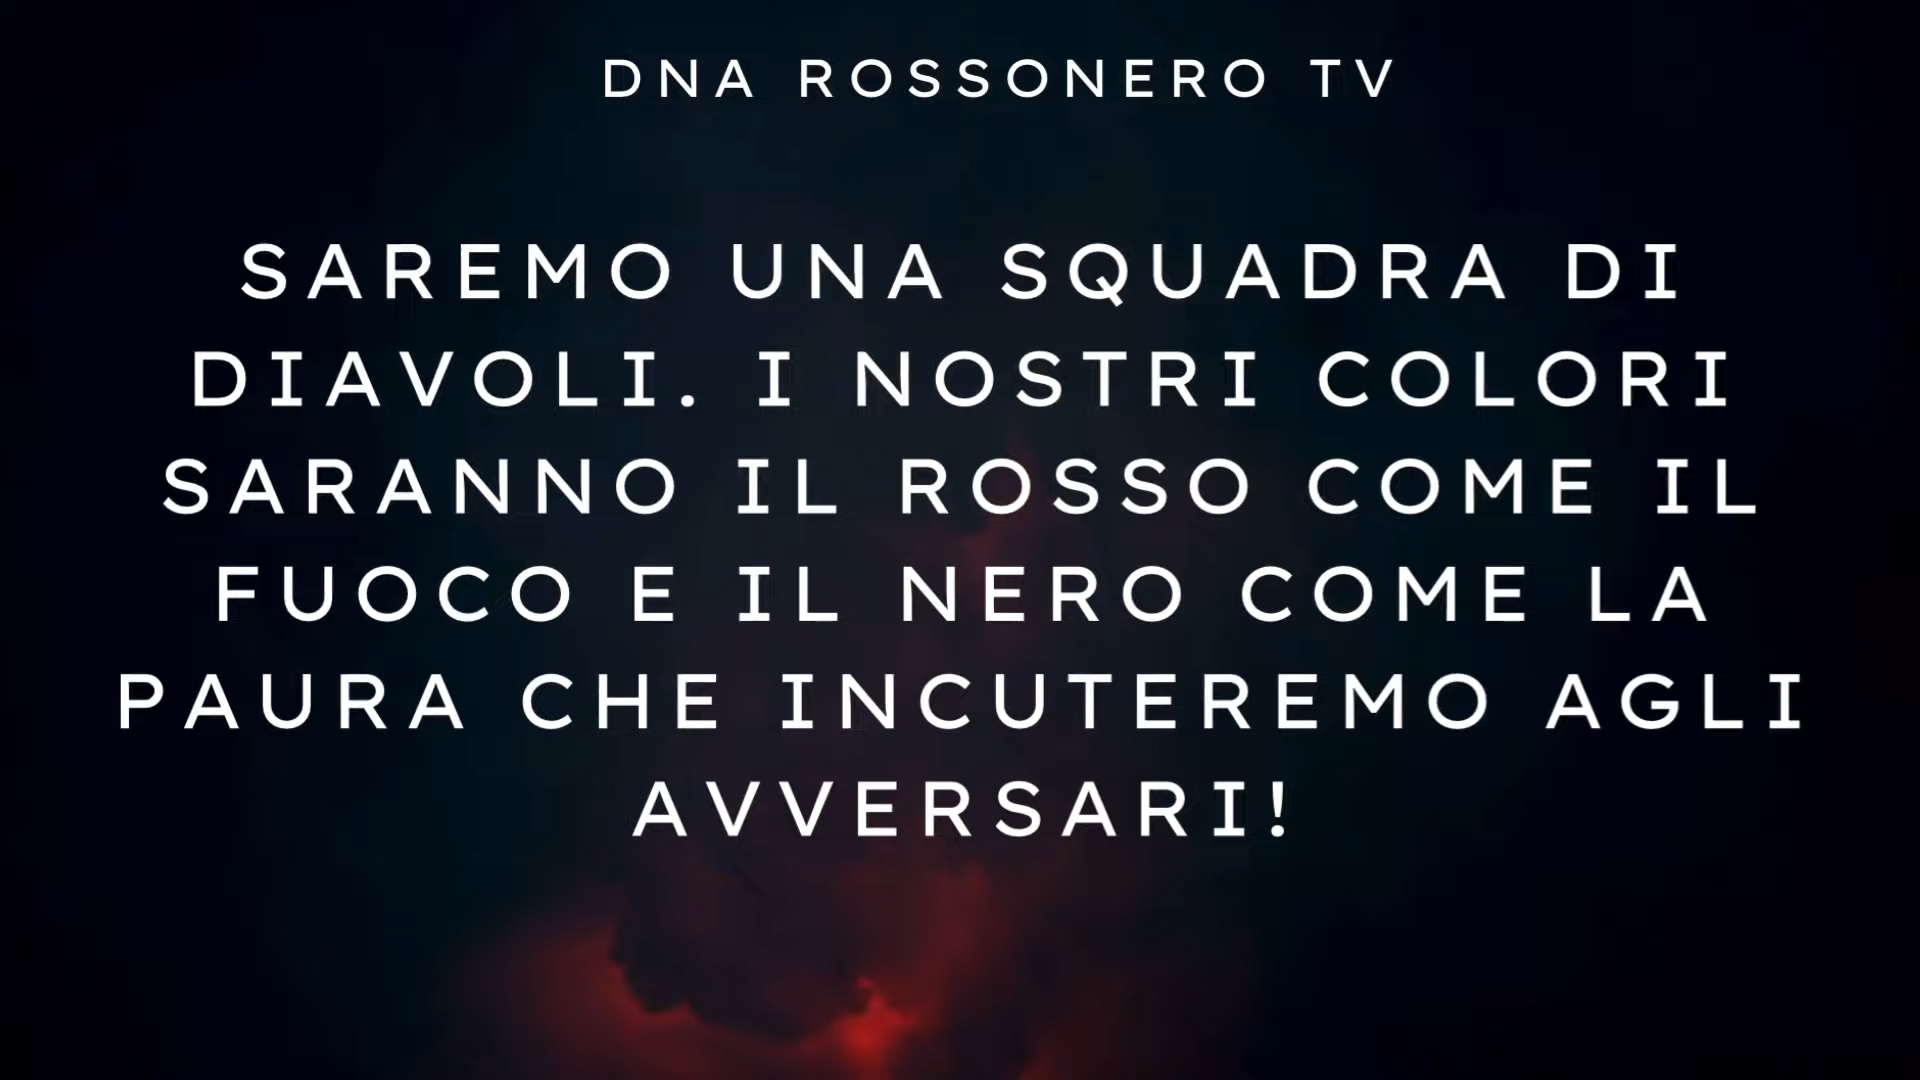 DNA ROSSONERO TV
SAREMO UNA SQUADRA DI
DIAVOLI. I NOSTRI COLORI
SARANNO IL ROSSO COME IL
FUOCO E IL NERO COME LA
PAURA CHE INCUTEREMO AGLI
AVVERSARI!